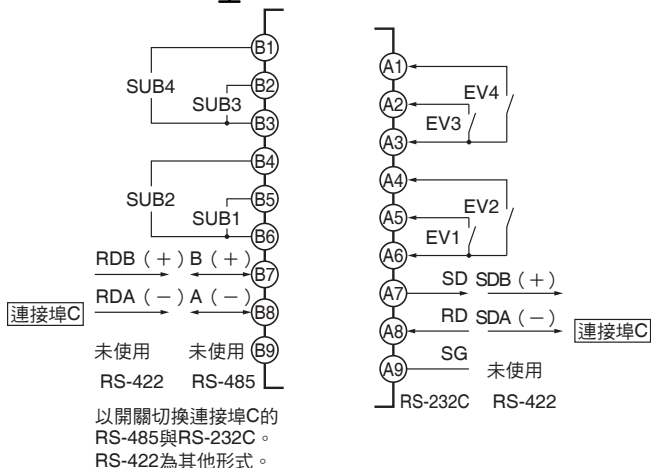 B1
B2
SUB4
SUB3
B3
B4
SUB2
B5
SUB1
B6
RDB（+） B（+）
B7
RDA（−） A（−）
B8
連接埠C
未使用 未使用
B9
RS-422 RS-485
以開關切換連接埠C的
RS-485與RS-232C。
RS-422為其他形式。
A1
A2
EV4
EV3
A3
A4
EV2
A5
EV1
A6
SD SDB（+）
A7
RD SDA（−）
A8
連接埠C
SG
A9
未使用
RS-232C RS-422